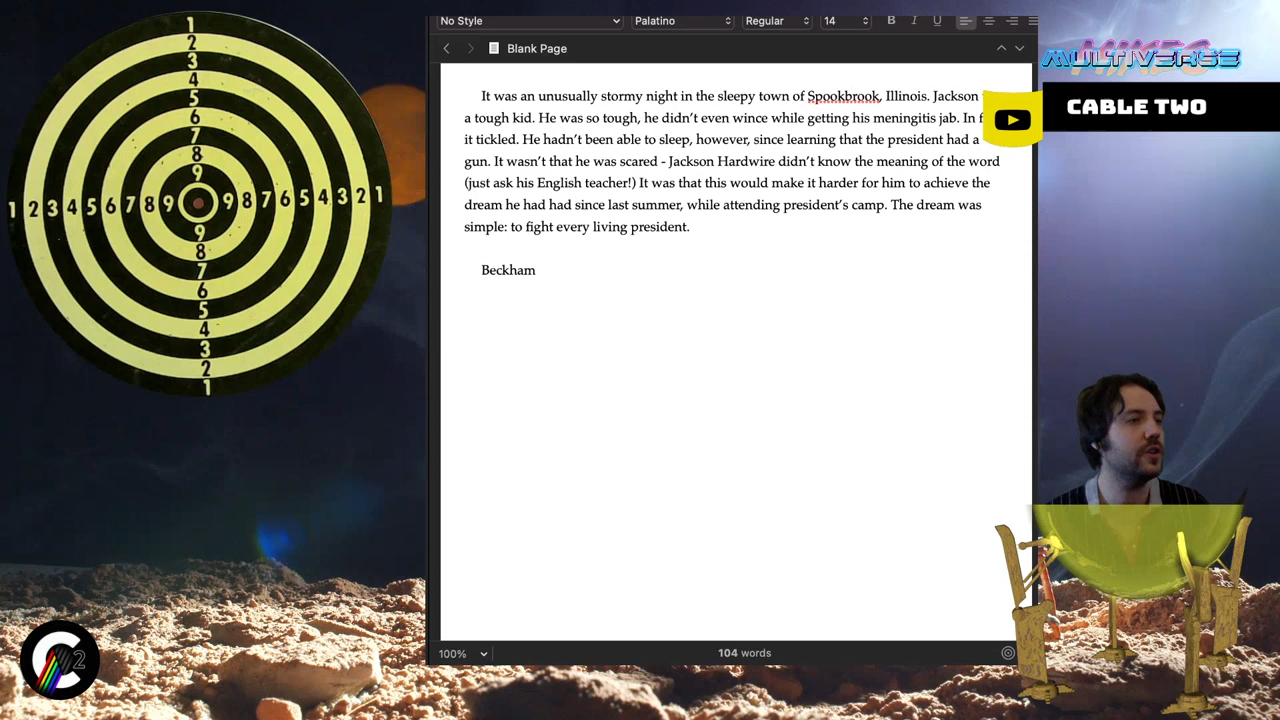 No Style
Palatino
Regular
14
B
I
U
Blank Page
It was an unusually stormy night in the sleepy town of Spookbrook, Illinois. Jackson
a tough kid. He was so tough, he didn’t even wince while getting his meningitis jab. In
it tickled. He hadn’t been able to sleep, however, since learning that the president had a
gun. It wasn’t that he was scared - Jackson Hardwire didn’t know the meaning of the word
(just ask his English teacher!) It was that this would make it harder for him to achieve the
dream he had had since last summer, while attending president’s camp. The dream was
simple: to fight every living president.
Beckham
100%
104 words
MULTIVERSE
CABLE TWO
1
2
3
4
5
6
7
8
9
1 2 3 4 5 6 7 8 9 9 8 7 6 5 4 3 2 1
9
8
7
6
5
4
3
2
1
C2